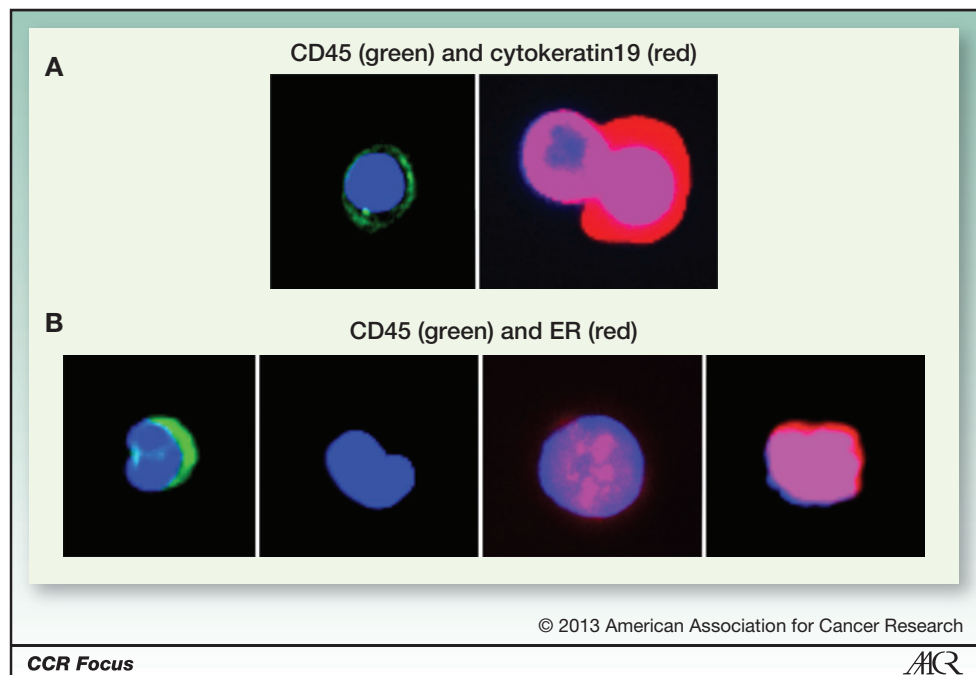 A
CD45 (green) and cytokeratin19 (red)
B
CD45 (green) and ER (red)
© 2013 American Association for Cancer Research
CCR Focus
AACR